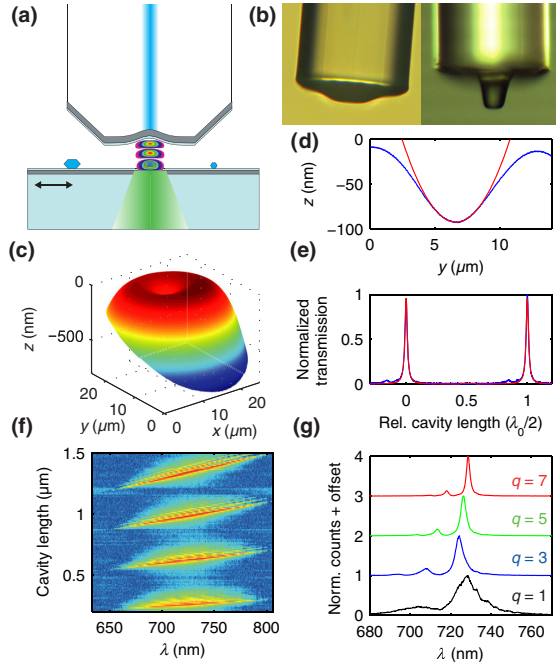 (a)
(b)
(c)
0
−500
z (nm)
20
10
0
y (µm)
0
10
20
x (µm)
(d)
0
−50
−100
z (nm)
0
5
10
y (µm)
(e)
1
0.5
0
Normalized
transmission
0
1
Rel. cavity length (λ0/2)
(f)
1.5
1
0.5
Cavity length (µm)
650
700
750
800
λ (nm)
(g)
4
3
2
1
0
Norm. counts + offset
q = 7
q = 5
q = 3
q = 1
680
700
720
740
760
λ (nm)